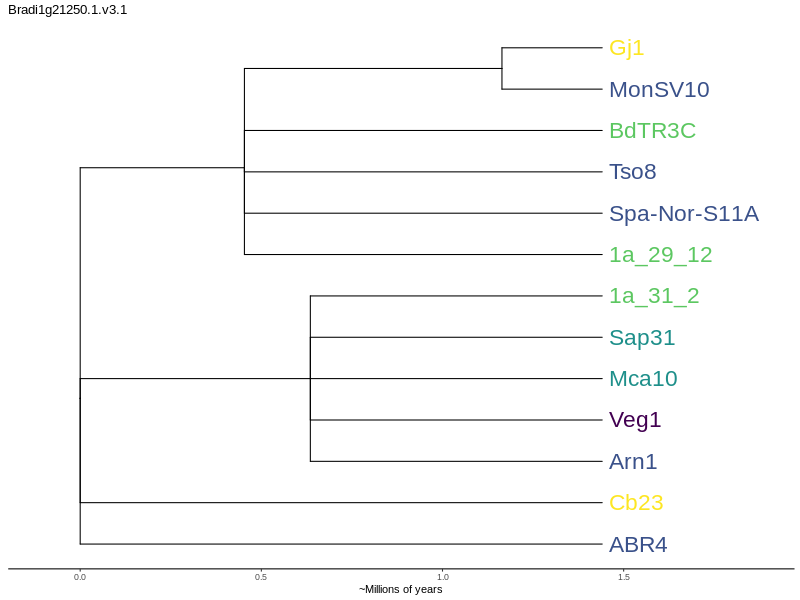 Bradi1g21250.1.v3.1
Gj1
MonSV10
BdTR3C
Tso8
Spa-Nor-S11A
1a_29_12
1a_31_2
Sap31
Mca10
Veg1
Arn1
Cb23
ABR4
0.0 0.5 1.0 1.5
~Millions of years